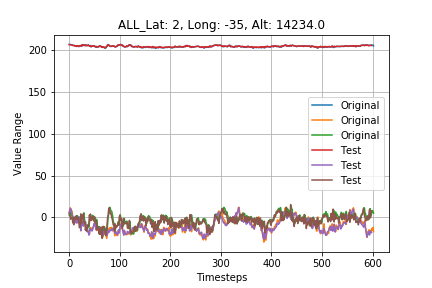 ALL_Lat: 2, Long: -35, Alt: 14234.0
200
150
100
50
0
Value Range
Original
Original
Original
Test
Test
Test
0 100 200 300 400 500 600
Timesteps